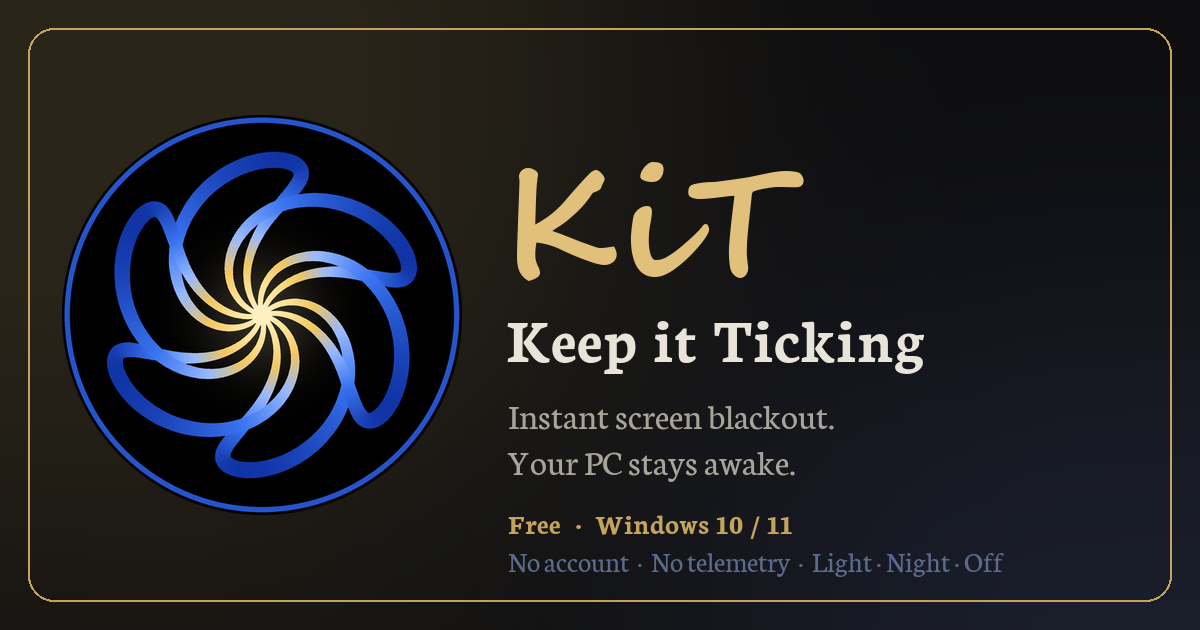 KiT
Keep it Ticking
Instant screen blackout.
Your PC stays awake.
Free · Windows 10 / 11
No account · No telemetry · Light · Night · Off